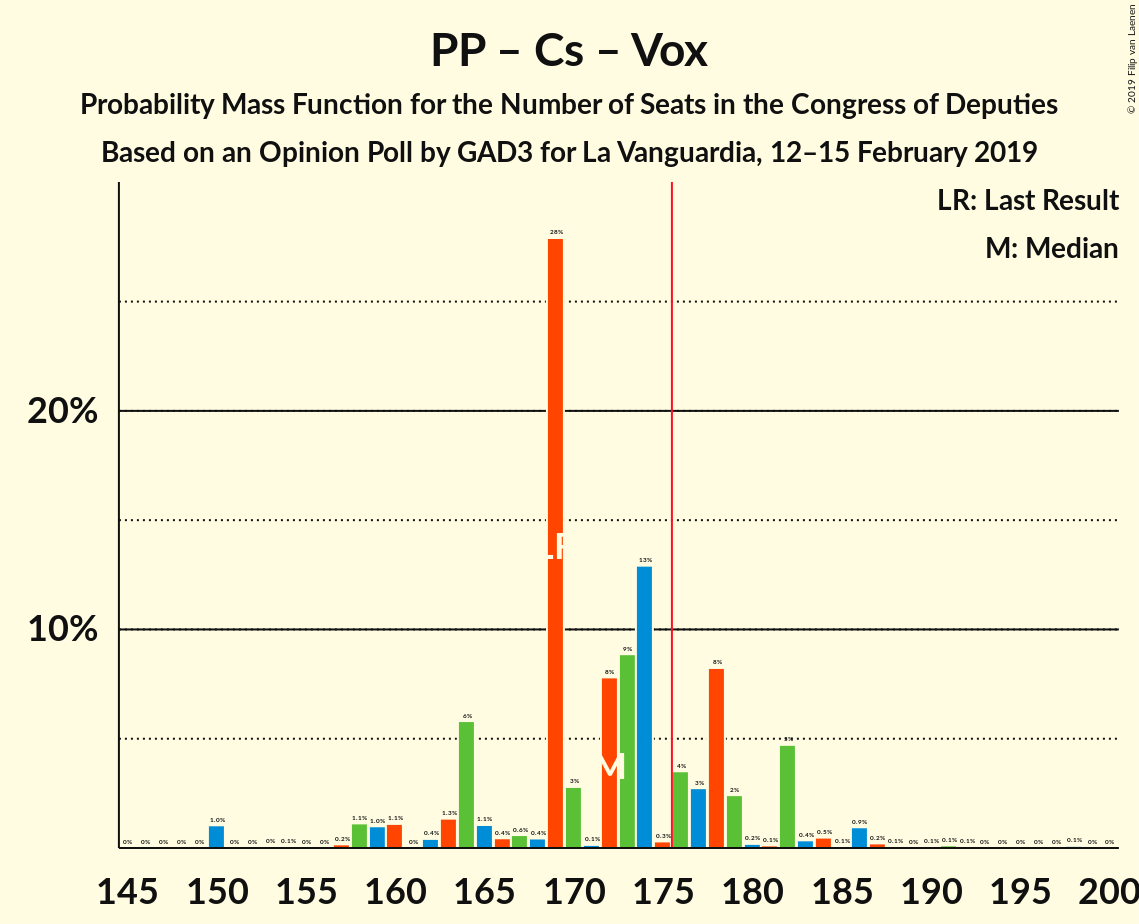 PP – Cs – Vox
Probability Mass Function for the Number of Seats in the Congress of Deputies
Based on an Opinion Poll by GAD3 for La Vanguardia, 12–15 February 2019
© 2019 Filip van Laenen
LR: Last Result
M: Median
20%
10%
0% 0% 0% 0% 0% 1.0% 0% 0% 0% 0.1% 0% 0% 0.2% 1.1% 1.0% 1.1% 0% 0.4% 1.3% 6% 1.1% 0.4% 0.6% 0.4% 28% 3% 0.1% 8% 9% 13% 0.3% 4% 3% 8% 2% 0.2% 0.1% 5% 0.4% 0.5% 0.1% 0.9% 0.2% 0.1% 0% 0.1% 0.1% 0.1% 0% 0% 0% 0% 0% 0.1% 0% 0%
LR
M
145 150 155 160 165 170 175 180 185 190 195 200